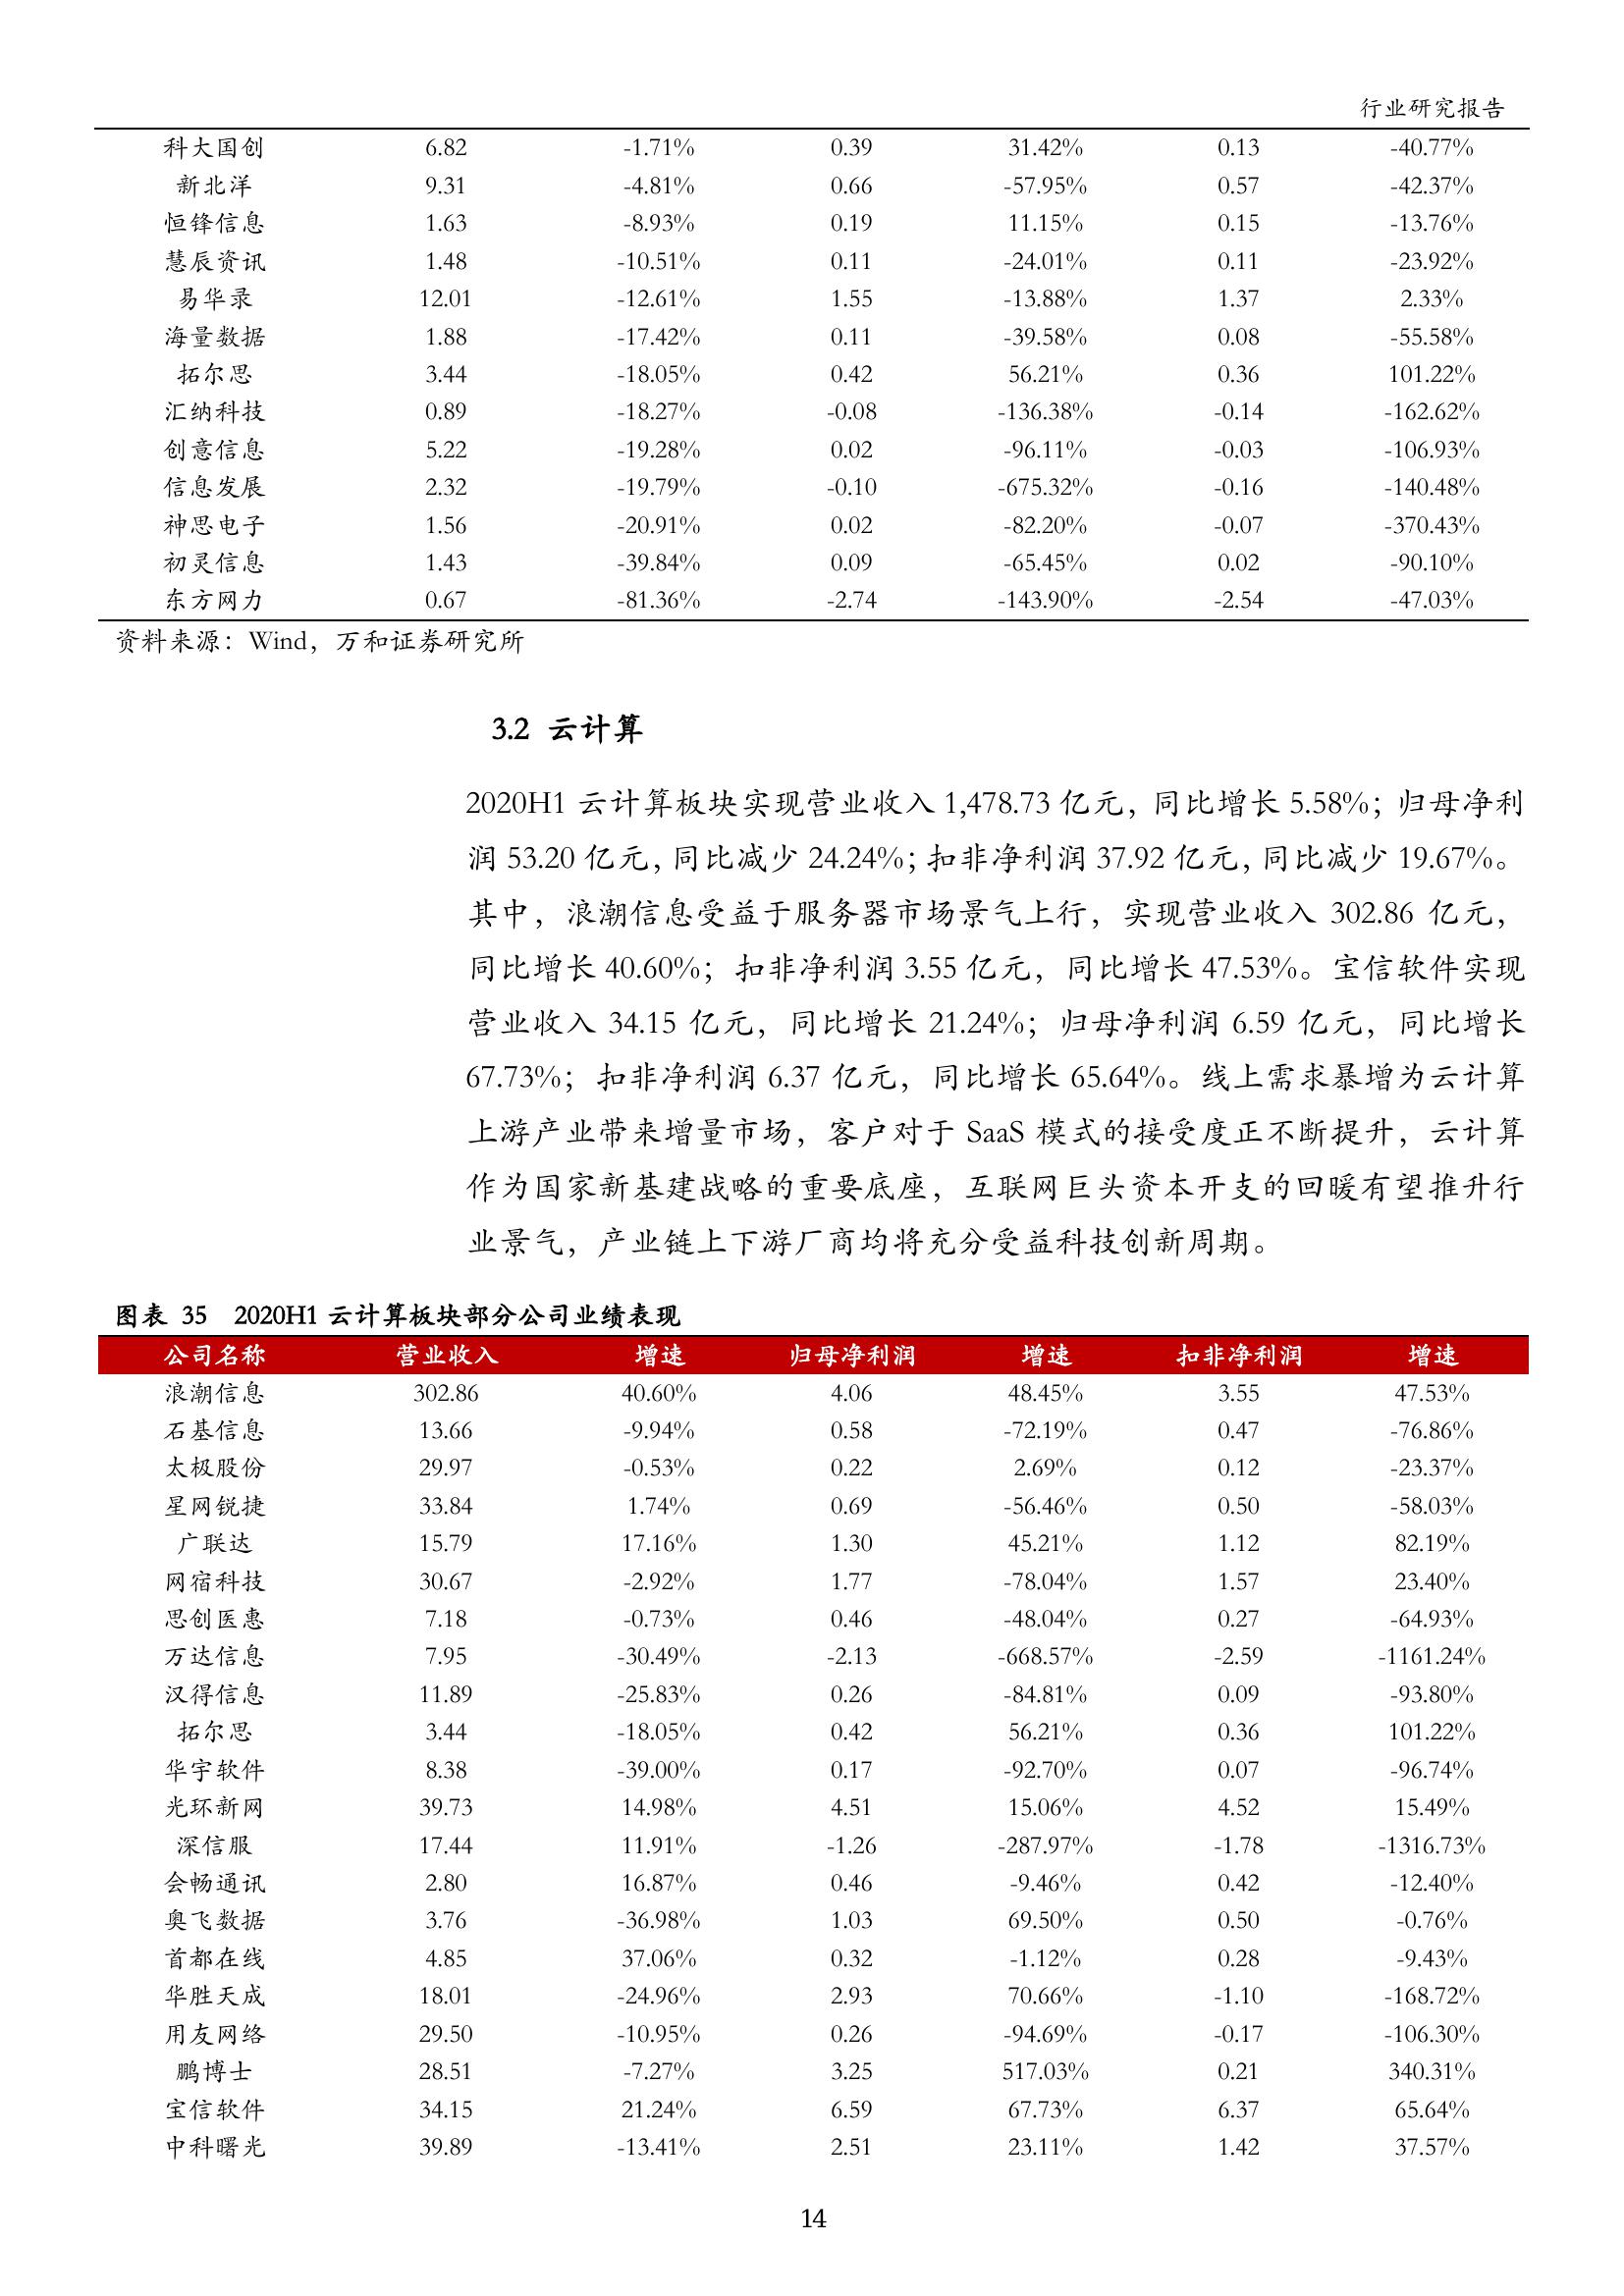 行业研究报告
科大国创 6.82 -1.71% 0.39 31.42% 0.13 -40.77%
新北洋 9.31 -4.81% 0.66 -57.95% 0.57 -42.37%
恒锋信息 1.63 -8.93% 0.19 11.15% 0.15 -13.76%
慧辰资讯 1.48 -10.51% 0.11 -24.01% 0.11 -23.92%
易华录 12.01 -12.61% 1.55 -13.88% 1.37 2.33%
海量数据 1.88 -17.42% 0.11 -39.58% 0.08 -55.58%
拓尔思 3.44 -18.05% 0.42 56.21% 0.36 101.22%
汇纳科技 0.89 -18.27% -0.08 -136.38% -0.14 -162.62%
创意信息 5.22 -19.28% 0.02 -96.11% -0.03 -106.93%
信息发展 2.32 -19.79% -0.10 -675.32% -0.16 -140.48%
神思电子 1.56 -20.91% 0.02 -82.20% -0.07 -370.43%
初灵信息 1.43 -39.84% 0.09 -65.45% 0.02 -90.10%
东方网力 0.67 -81.36% -2.74 -143.90% -2.54 -47.03%
资料来源：Wind，万和证券研究所
3.2 云计算
2020H1 云计算板块实现营业收入 1,478.73 亿元，同比增长 5.58%；归母净利
润 53.20 亿元，同比减少 24.24%；扣非净利润 37.92 亿元，同比减少 19.67%。
其中，浪潮信息受益于服务器市场景气上行，实现营业收入 302.86 亿元，
同比增长 40.60%；扣非净利润 3.55 亿元，同比增长 47.53%。宝信软件实现
营业收入 34.15 亿元，同比增长 21.24%；归母净利润 6.59 亿元，同比增长
67.73%；扣非净利润 6.37 亿元，同比增长 65.64%。线上需求暴增为云计算
上游产业带来增量市场，客户对于 SaaS 模式的接受度正不断提升，云计算
作为国家新基建战略的重要底座，互联网巨头资本开支的回暖有望推升行
业景气，产业链上下游厂商均将充分受益科技创新周期。
图表 35 2020H1 云计算板块部分公司业绩表现
公司名称 营业收入 增速 归母净利润 增速 扣非净利润 增速
浪潮信息 302.86 40.60% 4.06 48.45% 3.55 47.53%
石基信息 13.66 -9.94% 0.58 -72.19% 0.47 -76.86%
太极股份 29.97 -0.53% 0.22 2.69% 0.12 -23.37%
星网锐捷 33.84 1.74% 0.69 -56.46% 0.50 -58.03%
广联达 15.79 17.16% 1.30 45.21% 1.12 82.19%
网宿科技 30.67 -2.92% 1.77 -78.04% 1.57 23.40%
思创医惠 7.18 -0.73% 0.46 -48.04% 0.27 -64.93%
万达信息 7.95 -30.49% -2.13 -668.57% -2.59 -1161.24%
汉得信息 11.89 -25.83% 0.26 -84.81% 0.09 -93.80%
拓尔思 3.44 -18.05% 0.42 56.21% 0.36 101.22%
华宇软件 8.38 -39.00% 0.17 -92.70% 0.07 -96.74%
光环新网 39.73 14.98% 4.51 15.06% 4.52 15.49%
深信服 17.44 11.91% -1.26 -287.97% -1.78 -1316.73%
会畅通讯 2.80 16.87% 0.46 -9.46% 0.42 -12.40%
奥飞数据 3.76 -36.98% 1.03 69.50% 0.50 -0.76%
首都在线 4.85 37.06% 0.32 -1.12% 0.28 -9.43%
华胜天成 18.01 -24.96% 2.93 70.66% -1.10 -168.72%
用友网络 29.50 -10.95% 0.26 -94.69% -0.17 -106.30%
鹏博士 28.51 -7.27% 3.25 517.03% 0.21 340.31%
宝信软件 34.15 21.24% 6.59 67.73% 6.37 65.64%
中科曙光 39.89 -13.41% 2.51 23.11% 1.42 37.57%
14